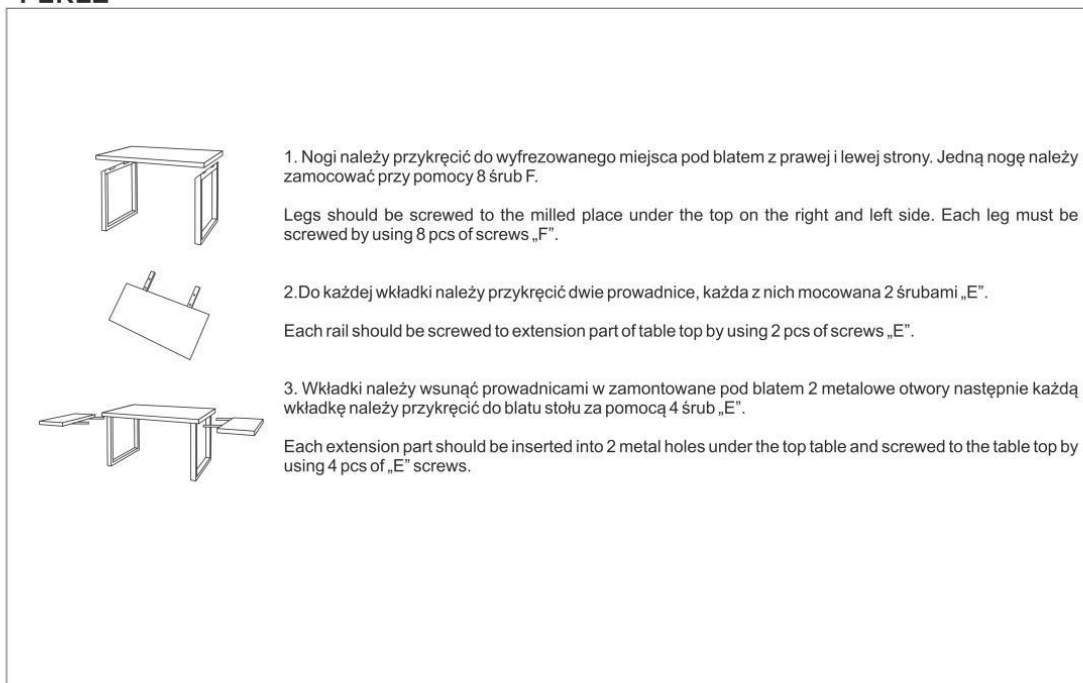 1. Nogi należy przykręcić do wyfrezowanego miejsca pod blatem z prawej i lewej strony. Jedną nogę należy
zamocować przy pomocy 8 śrub F.
Legs should be screwed to the milled place under the top on the right and left side. Each leg must be
screwed by using 8 pcs of screws „F”.
2.Do każdej wkładki należy przykręcić dwie prowadnice, każda z nich mocowana 2 śrubami „E”.
Each rail should be screwed to extension part of table top by using 2 pcs of screws „E”.
3. Wkładki należy wsunąć prowadnicami w zamontowane pod blatem 2 metalowe otwory następnie każdą
wkładkę należy przykręcić do blatu stołu za pomocą 4 śrub „E”.
Each extension part should be inserted into 2 metal holes under the top table and screwed to the table top by
using 4 pcs of „E” screws.